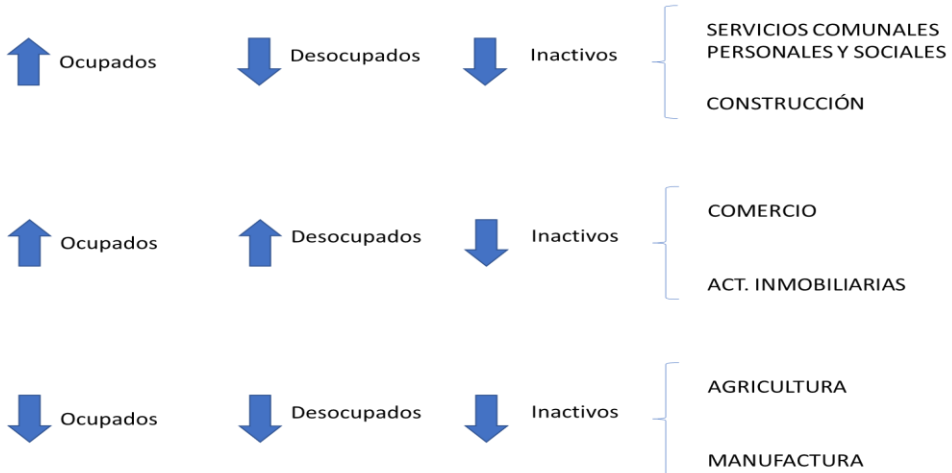 SERVICIOS COMUNALES
PERSONALES Y SOCIALES
Ocupados
Desocupados
Inactivos
CONSTRUCCIÓN
COMERCIO
Ocupados
Desocupados
Inactivos
ACT. INMOBILIARIAS
AGRICULTURA
Ocupados
Desocupados
Inactivos
MANUFACTURA